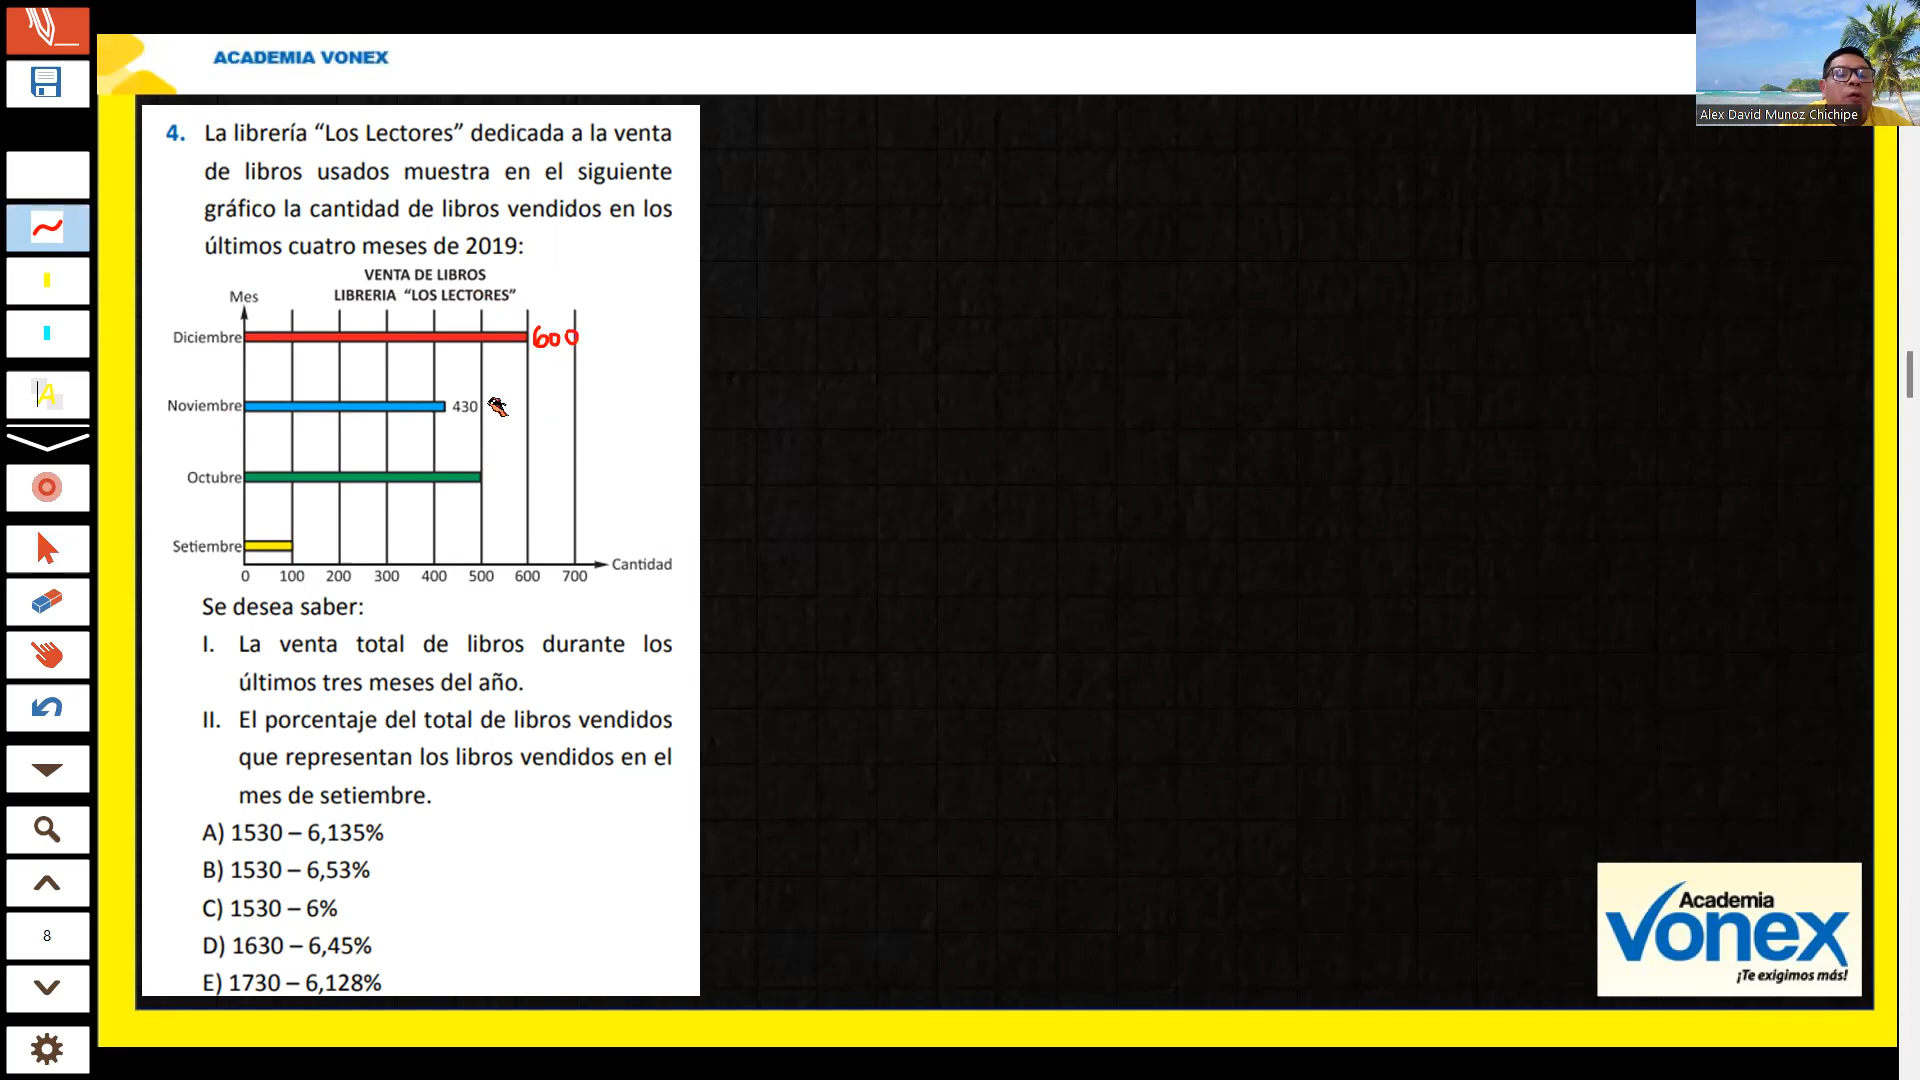 ACADEMIA VONEX
Alex David Munoz Chichipe
4. La librería “Los Lectores” dedicada a la venta
de libros usados muestra en el siguiente
gráfico la cantidad de libros vendidos en los
últimos cuatro meses de 2019:
VENTA DE LIBROS
LIBRERIA “LOS LECTORES”
Mes
Diciembre 600
Noviembre 430
Octubre
Setiembre
Cantidad
0 100 200 300 400 500 600 700
Se desea saber:
I. La venta total de libros durante los
últimos tres meses del año.
II. El porcentaje del total de libros vendidos
que representan los libros vendidos en el
mes de setiembre.
A) 1530 – 6,135%
B) 1530 – 6,53%
C) 1530 – 6%
D) 1630 – 6,45%
E) 1730 – 6,128%
A
8
Academia
Vonex
¡Te exigimos más!